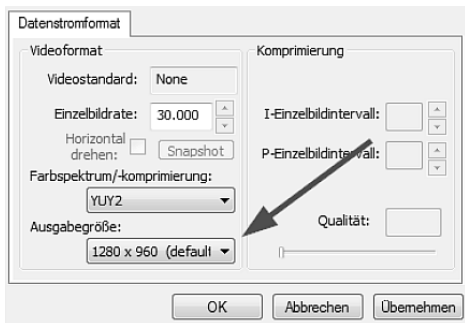 Datenstromformat
Videoformat
Videostandard: None
Einzelbildrate: 30.000
Horizontal
drehen: Snapshot
Farbspektrum/-komprimierung:
YUY2
Ausgabegröße:
1280 x 960 (default
Komprimierung
I-Einzelbildintervall:
P-Einzelbildintervall:
Qualität:
OK Abbrechen Übernehmen